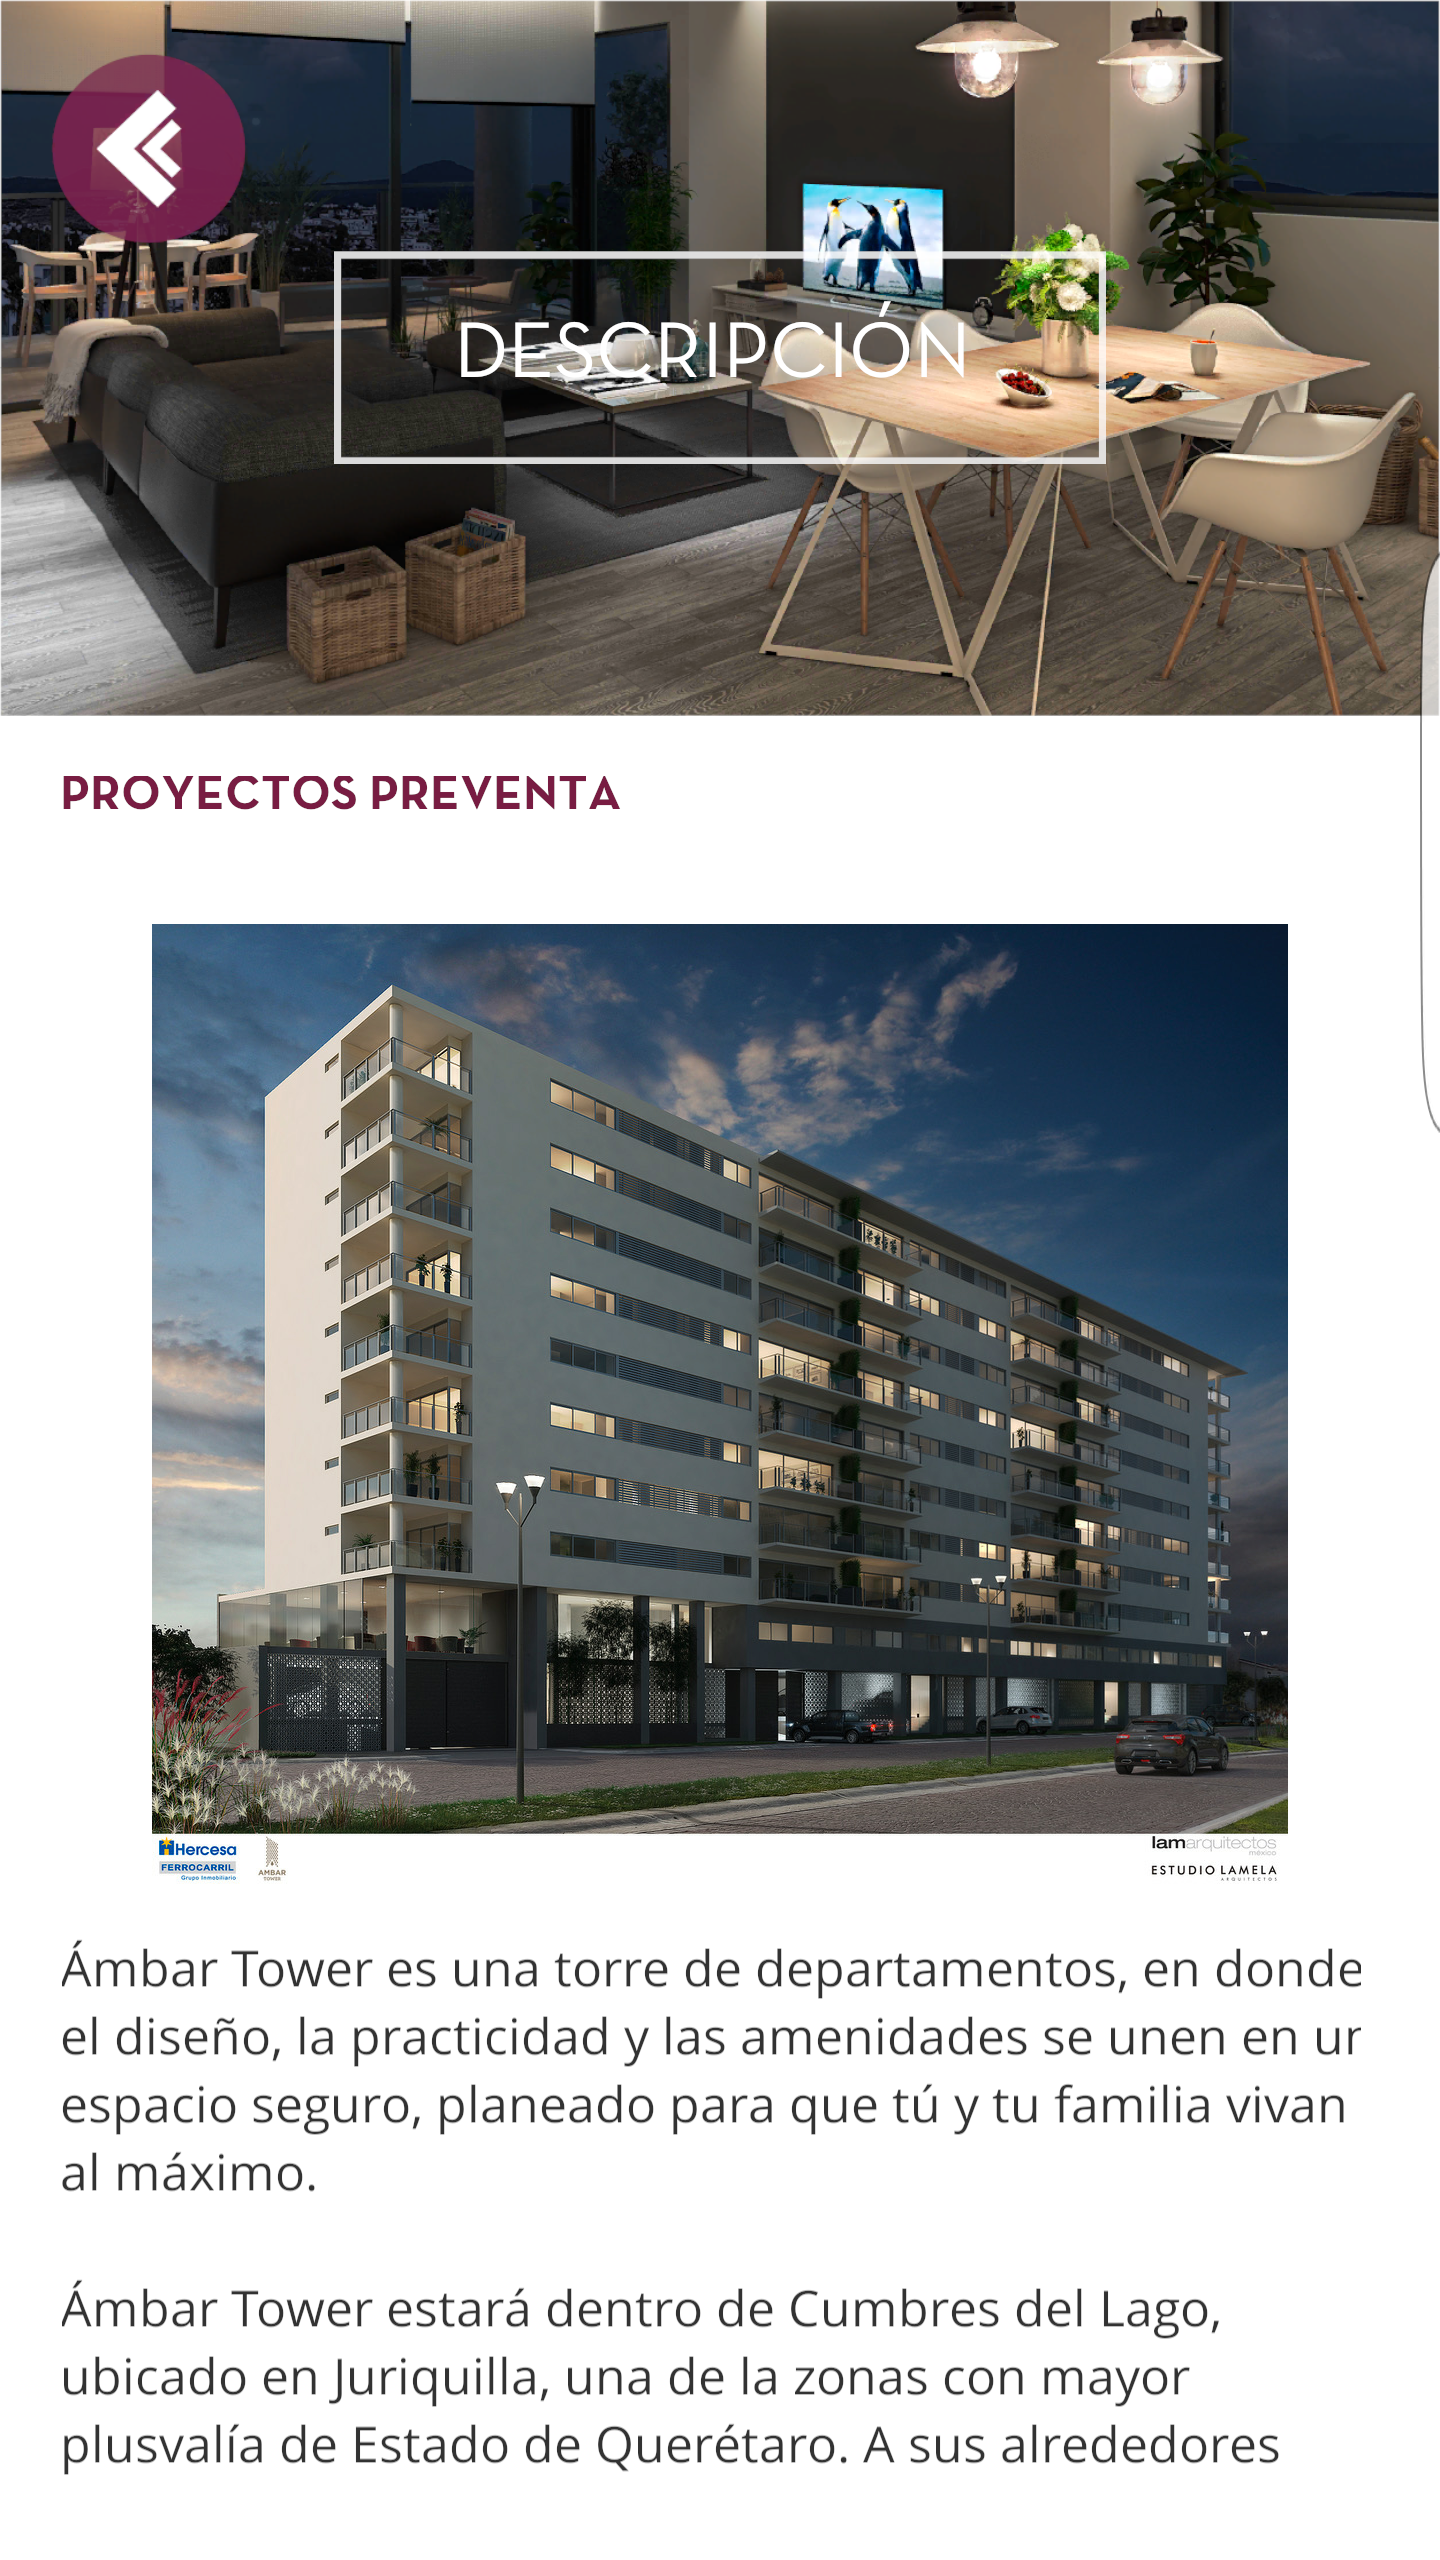 DESCRIPCIÓN
PROYECTOS PREVENTA
Hercesa
FERROCARRIL
Grupo Inmobiliario
AMBAR
TOWER
lamarquitectos
méxico
ESTUDIO LAMELA
ARQUITECTOS
Ámbar Tower es una torre de departamentos, en donde
el diseño, la practicidad y las amenidades se unen en un
espacio seguro, planeado para que tú y tu familia vivan
al máximo.
Ámbar Tower estará dentro de Cumbres del Lago,
ubicado en Juriquilla, una de la zonas con mayor
plusvalía de Estado de Querétaro. A sus alrededores